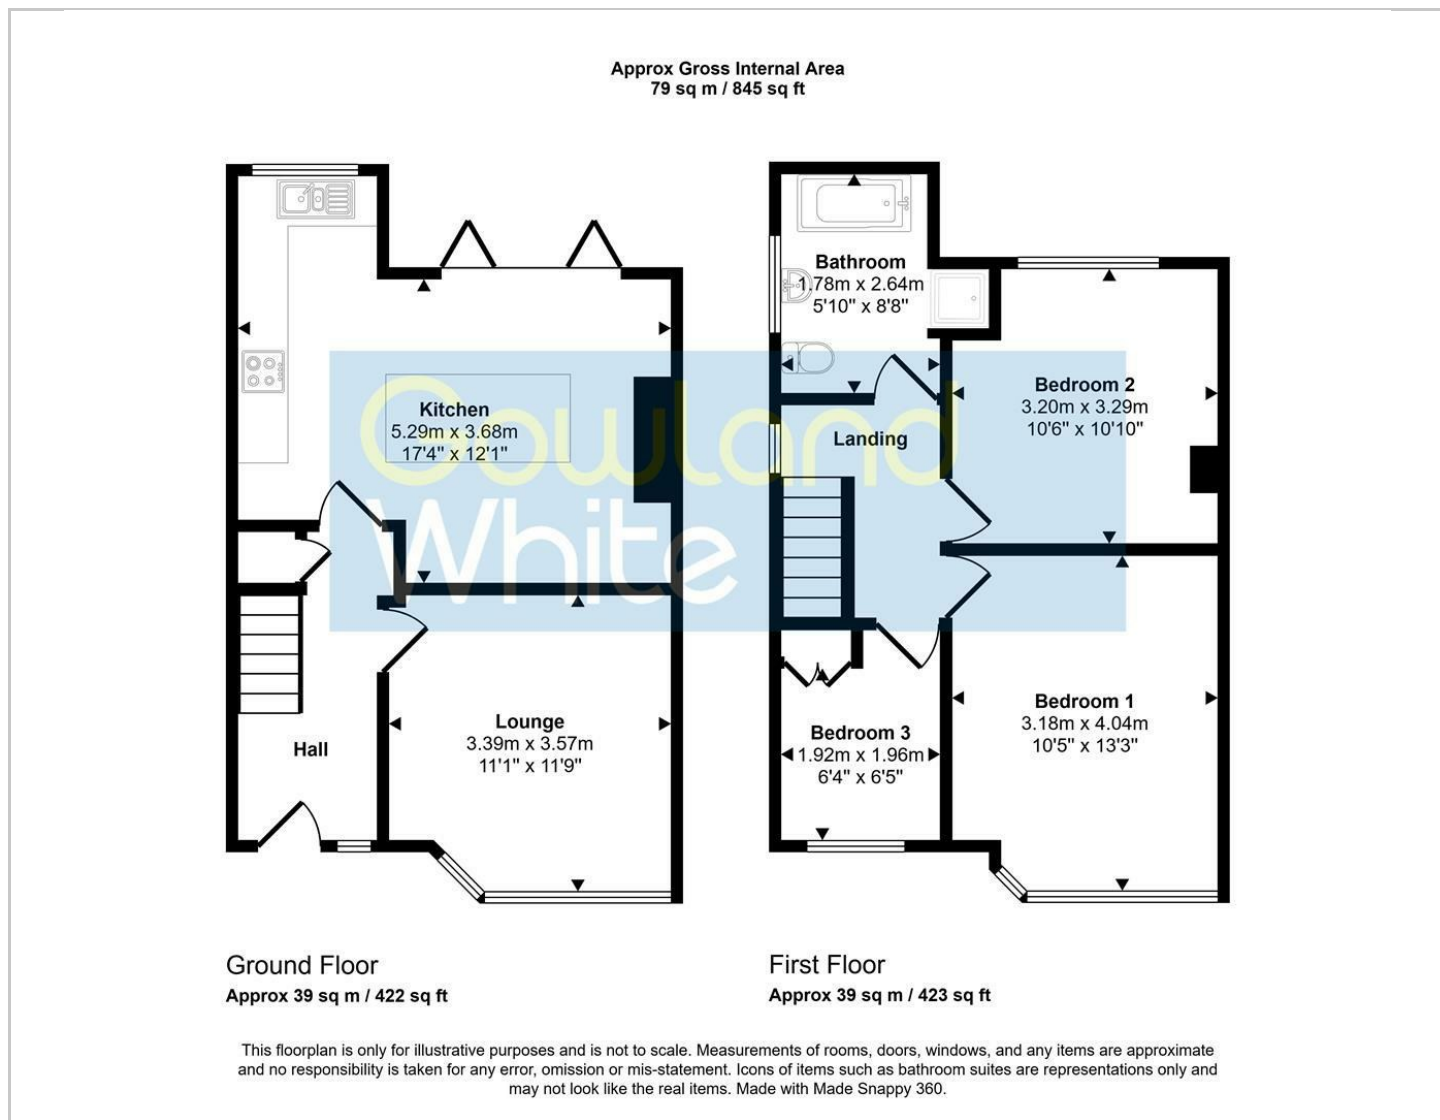 Approx Gross Internal Area
79 sq m / 845 sq ft
Kitchen
5.29m x 3.68m
17'4" x 12'1"
Lounge
3.39m x 3.57m
11'1" x 11'9"
Hall
Bathroom
1.78m x 2.64m
5'10" x 8'8"
Landing
Bedroom 2
3.20m x 3.29m
10'6" x 10'10"
Bedroom 1
3.18m x 4.04m
10'5" x 13'3"
Bedroom 3
1.92m x 1.96m
6'4" x 6'5"
Gowland
White
Ground Floor
Approx 39 sq m / 422 sq ft
First Floor
Approx 39 sq m / 423 sq ft
This floorplan is only for illustrative purposes and is not to scale. Measurements of rooms, doors, windows, and any items are approximate
and no responsibility is taken for any error, omission or mis-statement. Icons of items such as bathroom suites are representations only and
may not look like the real items. Made with Made Snappy 360.